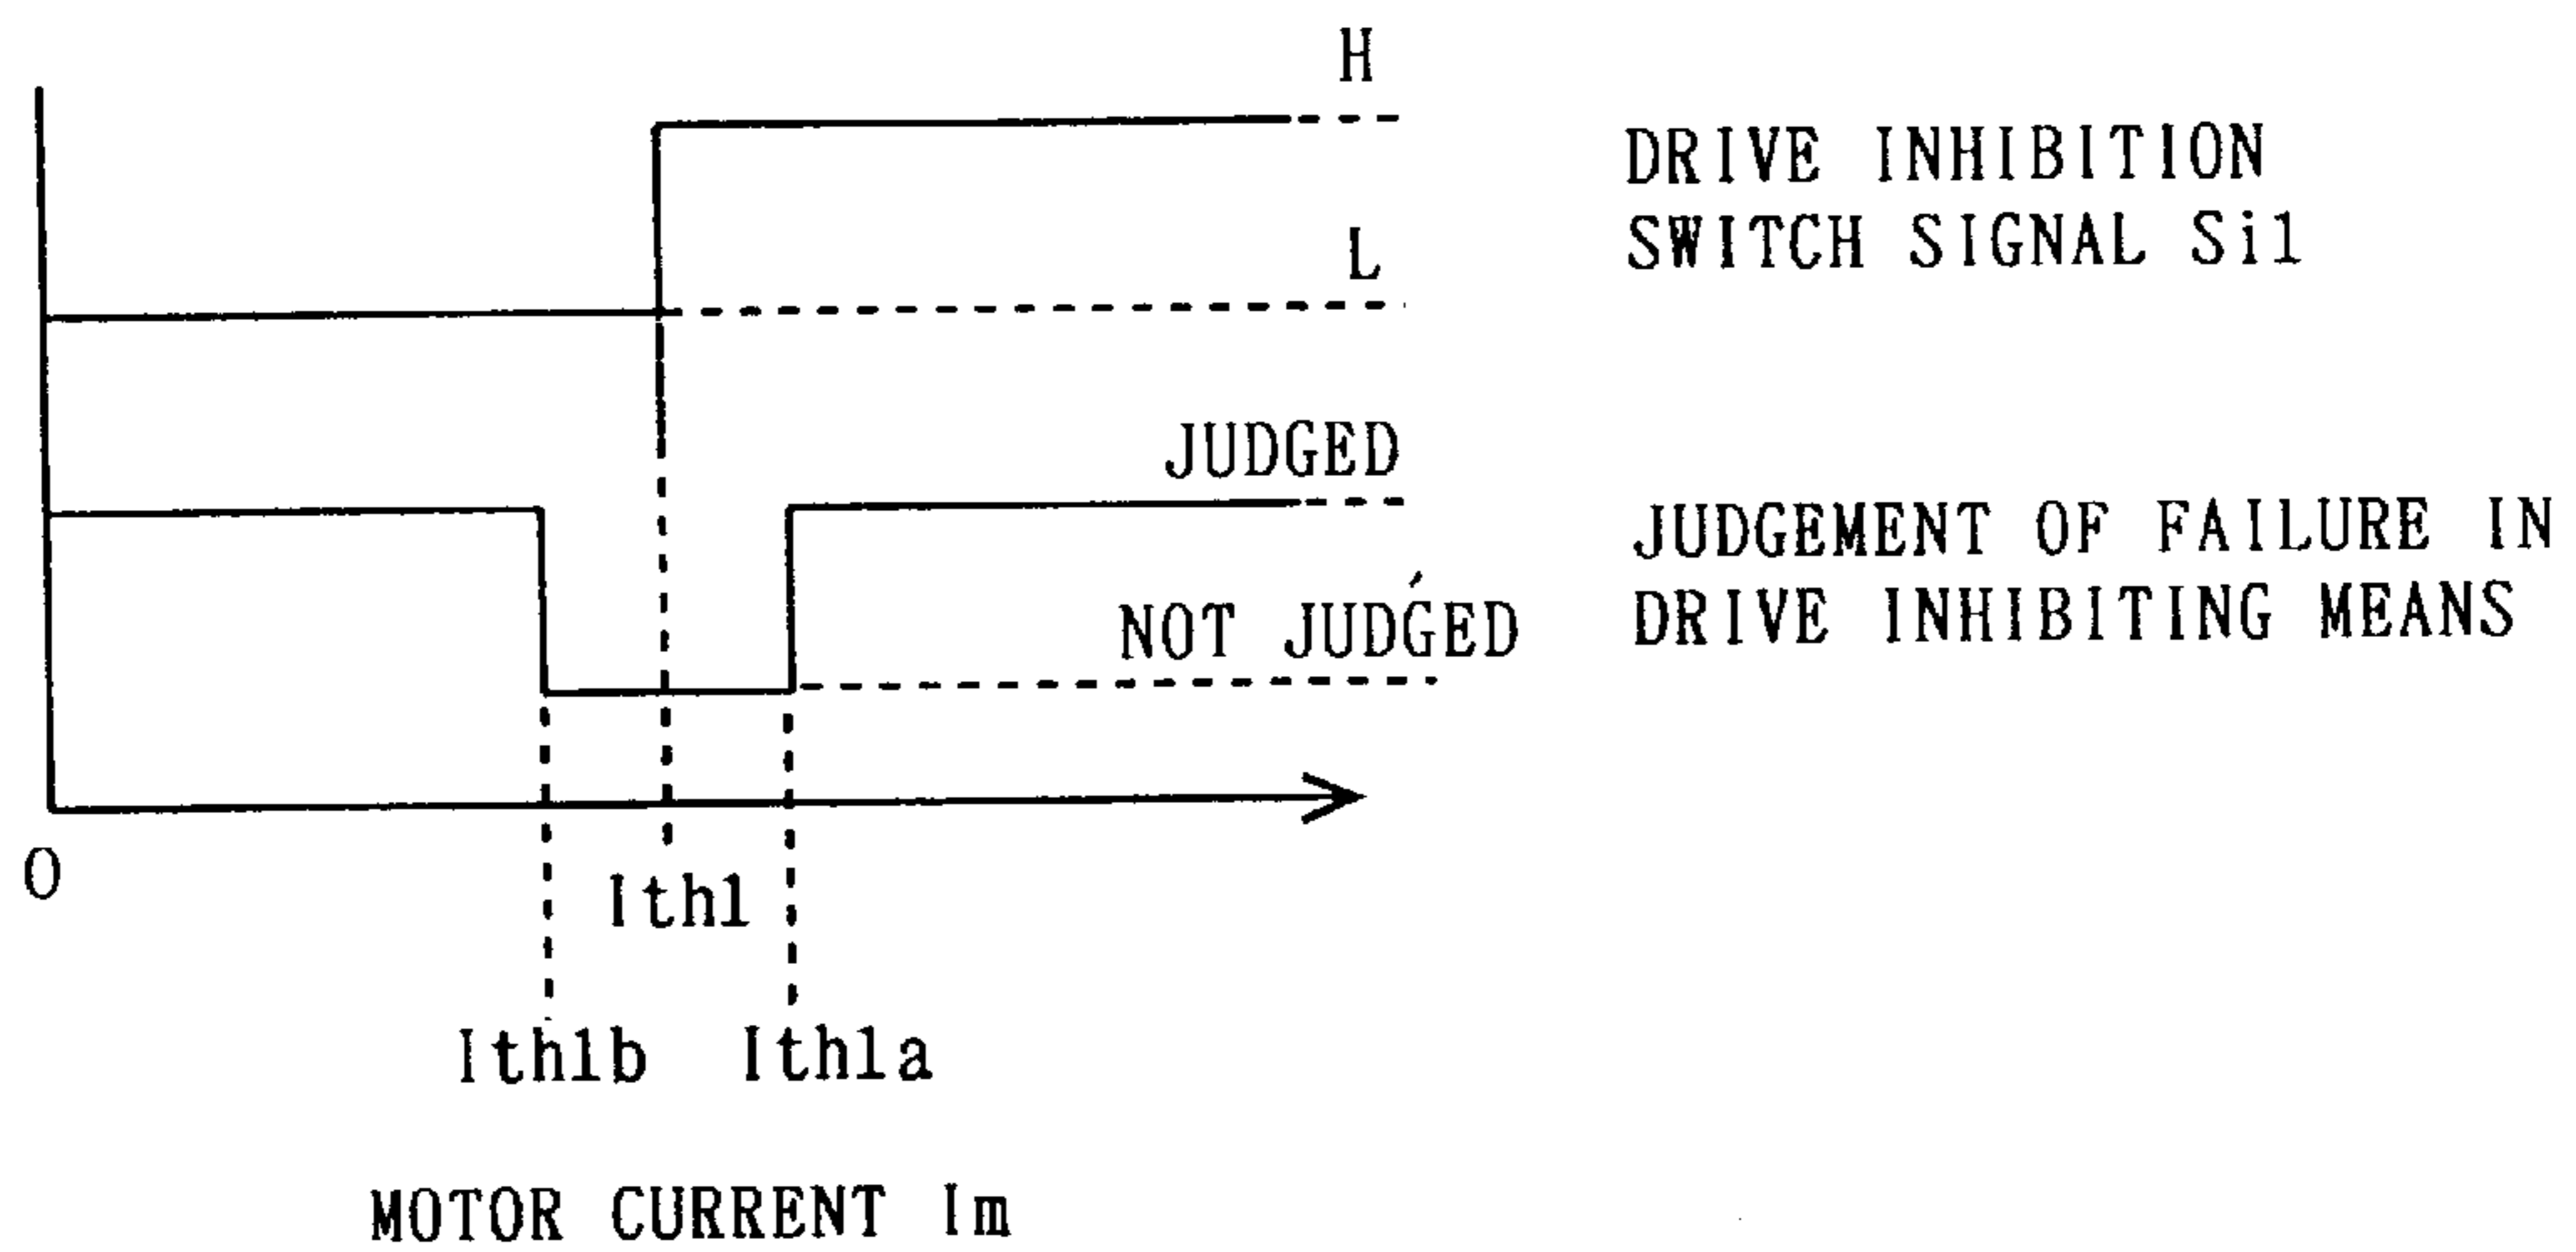 H
DRIVE INHIBITION
SWITCH SIGNAL Si1
L
JUDGED
JUDGEMENT OF FAILURE IN
DRIVE INHIBITING MEANS
NOT JUDGED
0
Ith1
Ith1b
Ith1a
MOTOR CURRENT Im